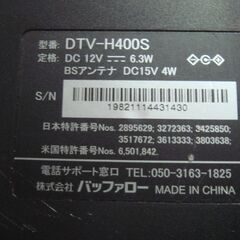 型番: DTV-H400S
定格: DC 12V ⎓ 6.3W
BSアンテナ DC15V 4W
S/N
19821114431430
日本特許番号Nos. 2895629; 3272363; 3425850;
3517672; 3613333; 3803638;
米国特許番号Nos. 6,501,842.
電話サポート窓口 TEL:050-3163-1825
株式会社 バッファロー MADE IN CHINA